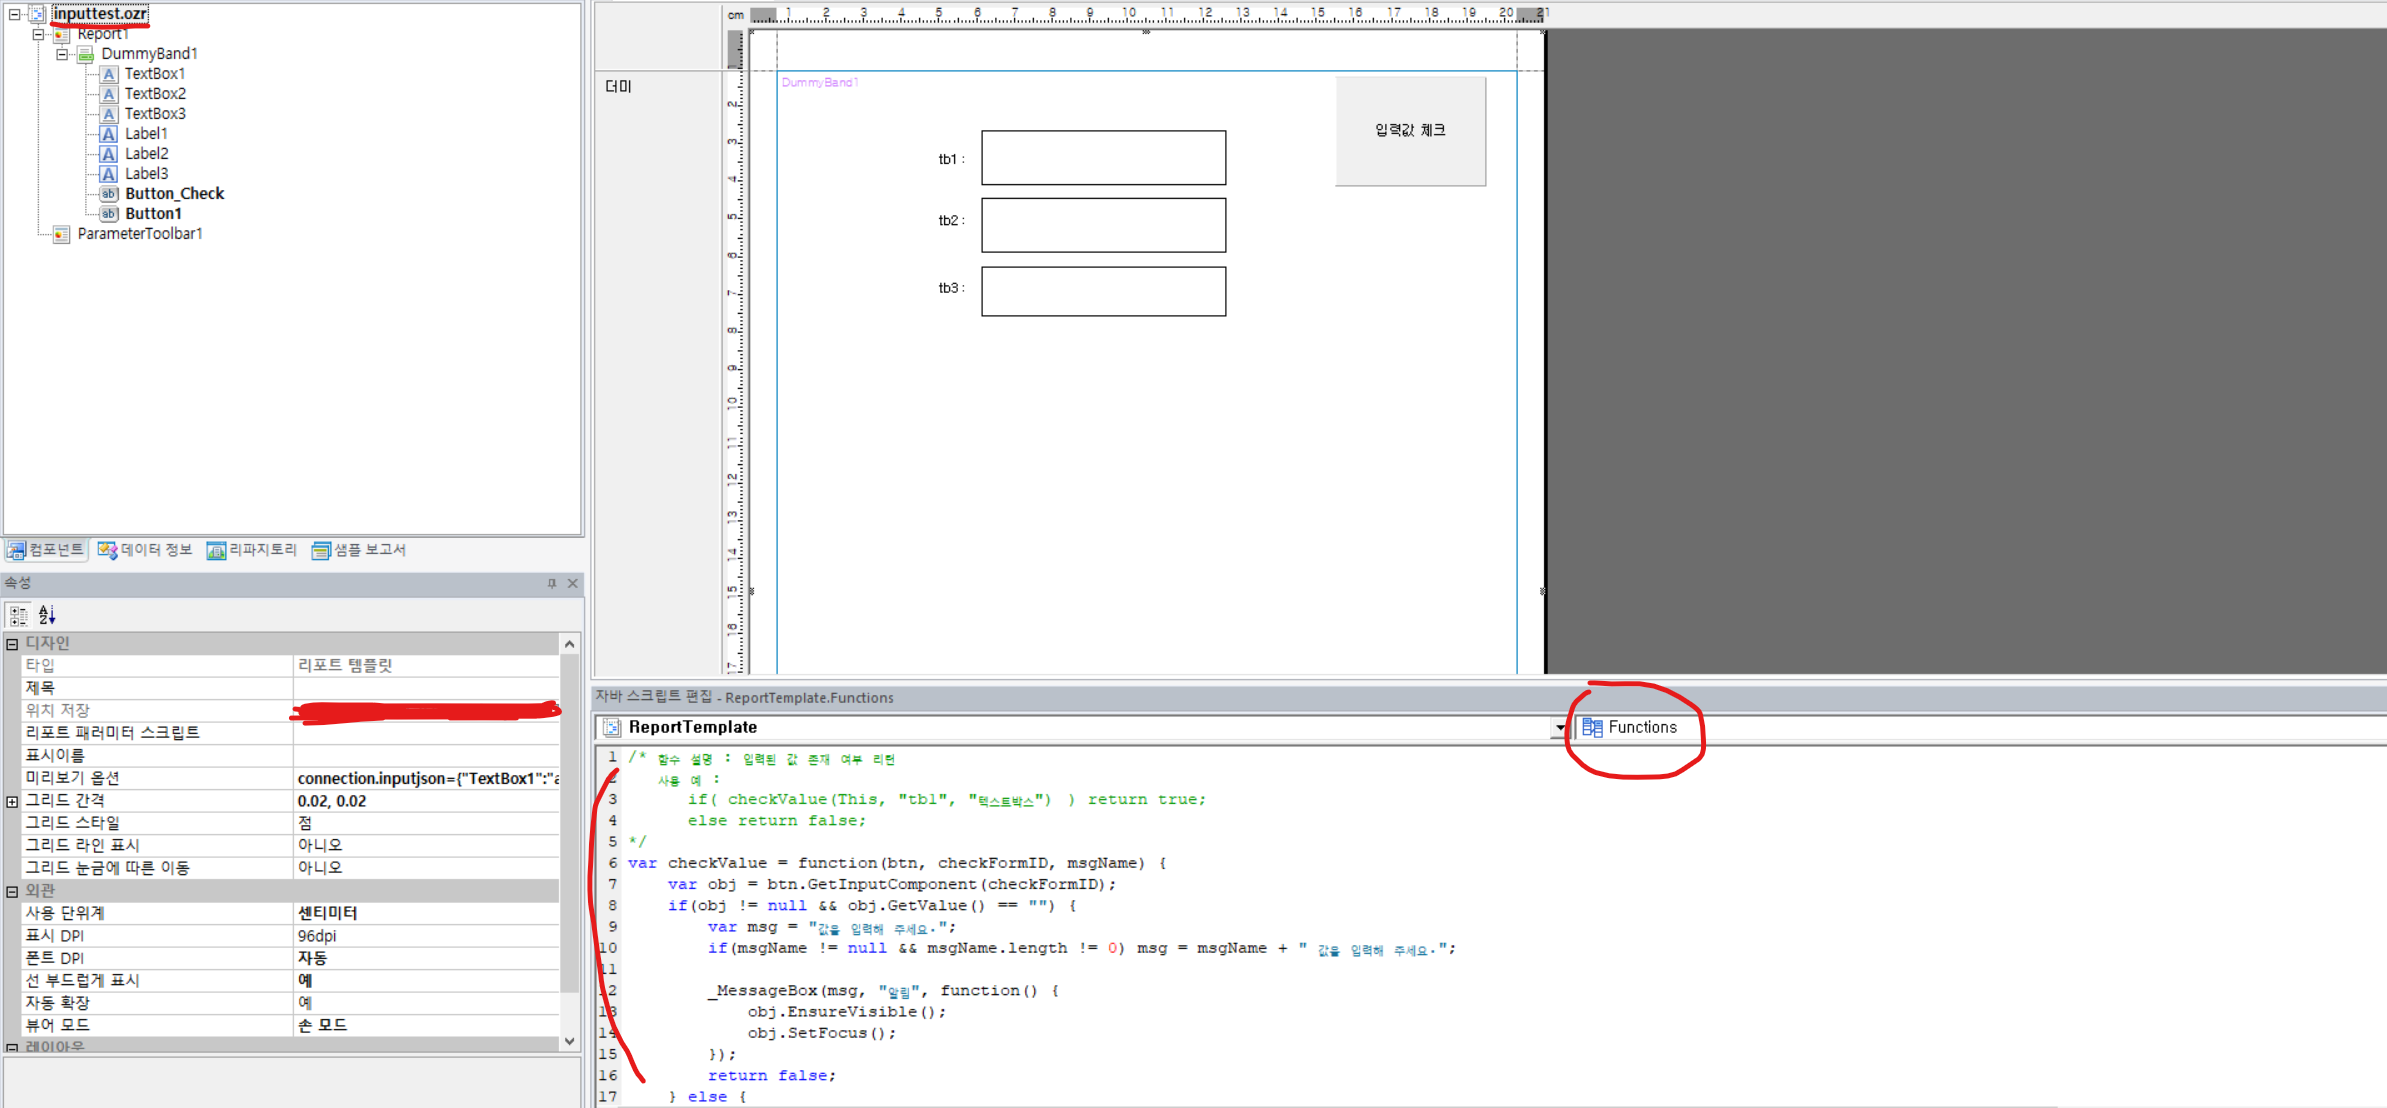 inputtest.ozr
Report1
DummyBand1
TextBox1
TextBox2
TextBox3
Label1
Label2
Label3
Button_Check
Button1
ParameterToolbar1
컴포넌트 데이터 정보 리파지토리 샘플 보고서
속성
디자인
타입 리포트 템플릿
제목
위치 저장
리포트 패러미터 스크립트
표시이름
미리보기 옵션 connection.inputjson={"TextBox1":"a
그리드 간격 0.02, 0.02
그리드 스타일 점
그리드 라인 표시 아니오
그리드 눈금에 따른 이동 아니오
외관
사용 단위계 센티미터
표시 DPI 96dpi
폰트 DPI 자동
선 부드럽게 표시 예
자동 확장 예
뷰어 모드 손 모드
레이아웃
cm 1 2 3 4 5 6 7 8 9 10 11 12 13 14 15 16 17 18 19 20 21
2
3
4
5
6
7
8
9
10
11
12
13
14
15
16
17
더미
DummyBand1
입력값 체크
tb1 :
tb2 :
tb3 :
자바 스크립트 편집 - ReportTemplate.Functions
ReportTemplate Functions
1 /* 함수 설명 : 입력된 값 존재 여부 리턴
2 사용 예 :
3 if( checkValue(This, "tb1", "텍스트박스") ) return true;
4 else return false;
5 */
6 var checkValue = function(btn, checkFormID, msgName) {
7 var obj = btn.GetInputComponent(checkFormID);
8 if(obj != null && obj.GetValue() == "") {
9 var msg = "값을 입력해 주세요.";
10 if(msgName != null && msgName.length != 0) msg = msgName + " 값을 입력해 주세요.";
11
12 _MessageBox(msg, "알림", function() {
13 obj.EnsureVisible();
14 obj.SetFocus();
15 });
16 return false;
17 } else {